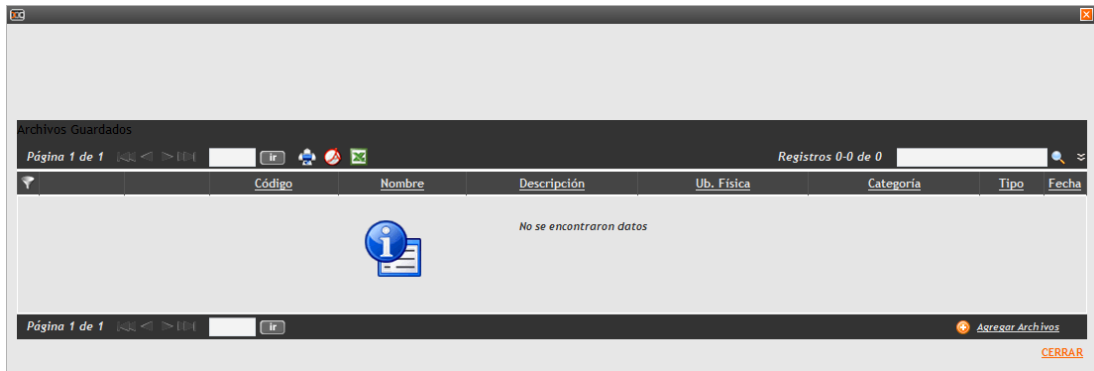 Archivos Guardados
Página 1 de 1 ir Registros 0-0 de 0
Código Nombre Descripción Ub. Física Categoría Tipo Fecha
No se encontraron datos
Página 1 de 1 ir Agregar Archivos
CERRAR